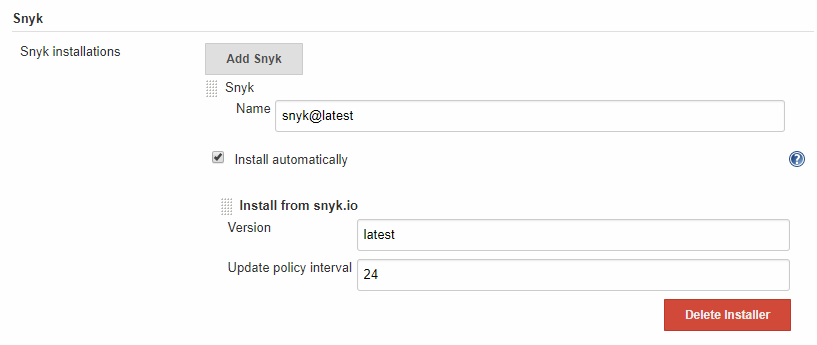 Snyk
Snyk installations
Add Snyk
Snyk
Name
snyk@latest
Install automatically
?
Install from snyk.io
Version
latest
Update policy interval
24
Delete Installer